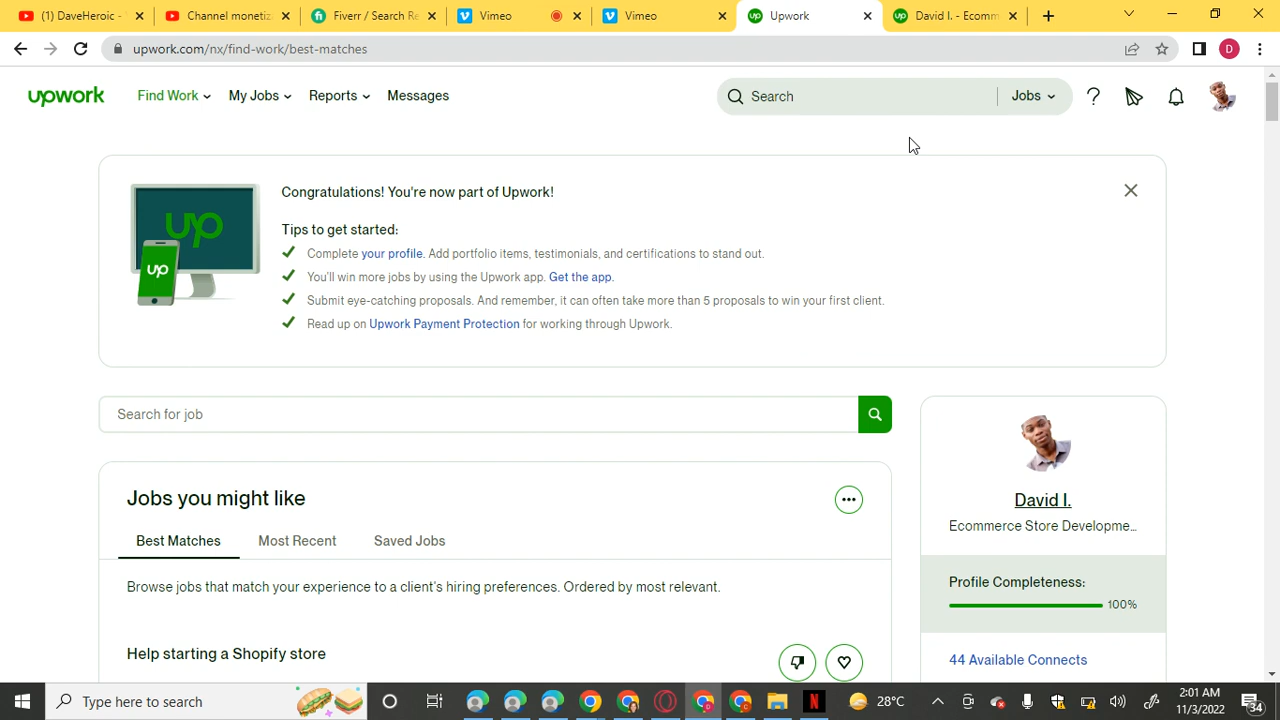 (1) DaveHeroic -
Channel monetiz
Fiverr / Search Re
Vimeo
Vimeo
Upwork
David I. - Ecomm
upwork.com/nx/find-work/best-matches
D
upwork
Find Work
My Jobs
Reports
Messages
Search
Jobs
up
up
Congratulations! You're now part of Upwork!
Tips to get started:
Complete your profile. Add portfolio items, testimonials, and certifications to stand out.
You'll win more jobs by using the Upwork app. Get the app.
Submit eye-catching proposals. And remember, it can often take more than 5 proposals to win your first client.
Read up on Upwork Payment Protection for working through Upwork.
Search for job
Jobs you might like
Best Matches
Most Recent
Saved Jobs
Browse jobs that match your experience to a client's hiring preferences. Ordered by most relevant.
Help starting a Shopify store
David I.
Ecommerce Store Developme...
Profile Completeness:
100%
44 Available Connects
Type here to search
28°C
2:01 AM
11/3/2022
34